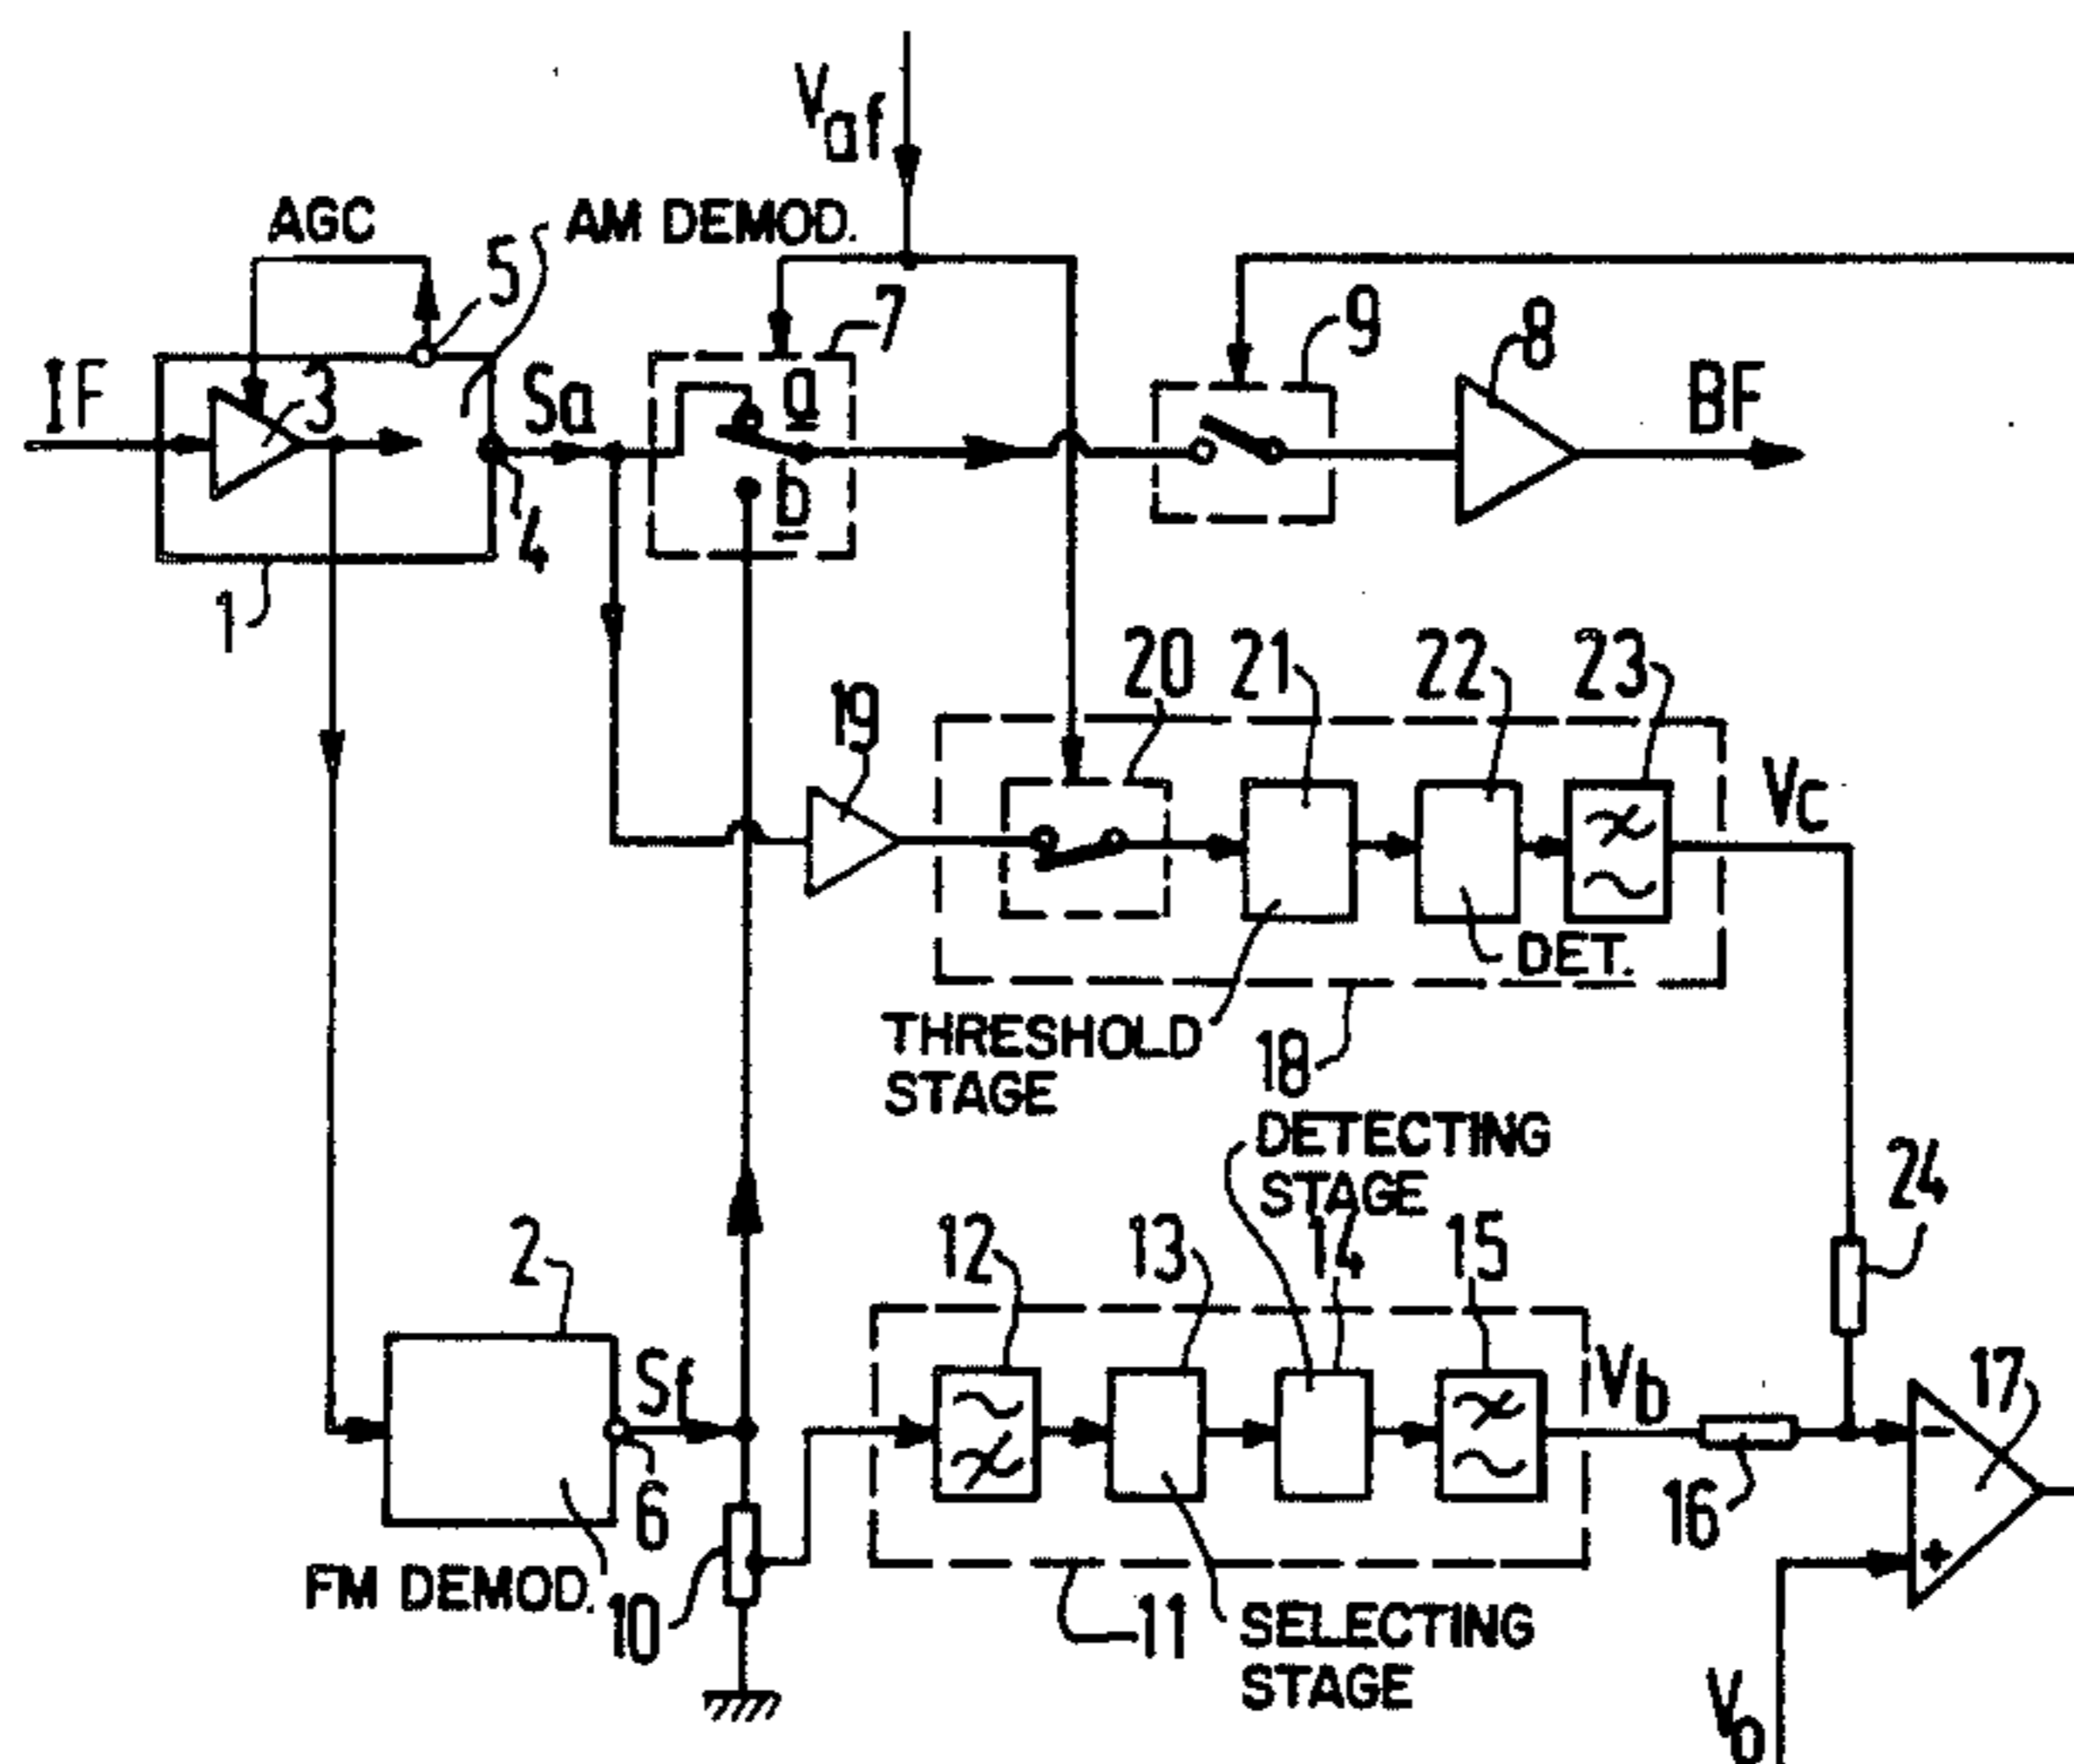 Vaf
AGC
AM DEMOD.
5
7
9
8
IF
3
Sa
a
BF
b
4
1
20
21
22
23
19
Vc
DET.
THRESHOLD
STAGE
18
DETECTING
STAGE
24
2
12
13
14
15
Sf
Vb
17
-
6
16
+
FM DEMOD.
10
11
SELECTING
STAGE
Vo